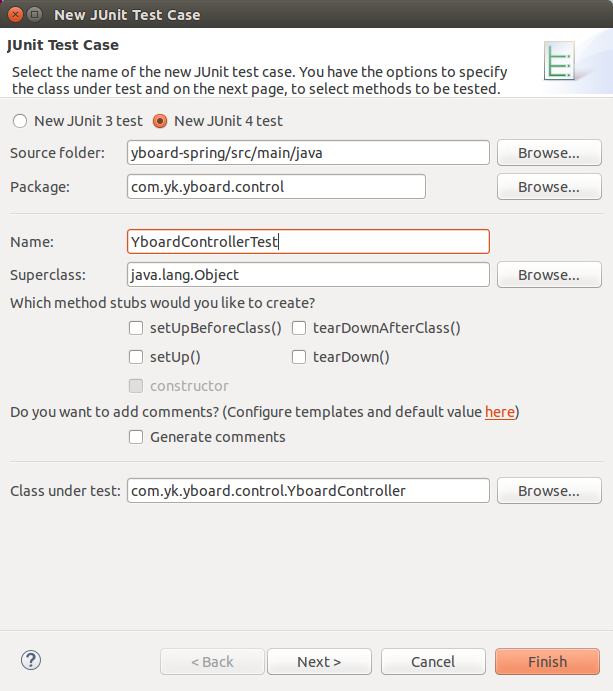 New JUnit Test Case
JUnit Test Case
Select the name of the new JUnit test case. You have the options to specify
the class under test and on the next page, to select methods to be tested.
New JUnit 3 test New JUnit 4 test
Source folder: yboard-spring/src/main/java Browse...
Package: com.yk.yboard.control Browse...
Name: YboardControllerTest
Superclass: java.lang.Object Browse...
Which method stubs would you like to create?
setUpBeforeClass() tearDownAfterClass()
setUp() tearDown()
constructor
Do you want to add comments? (Configure templates and default value here)
Generate comments
Class under test: com.yk.yboard.control.YboardController Browse...
? < Back Next > Cancel Finish